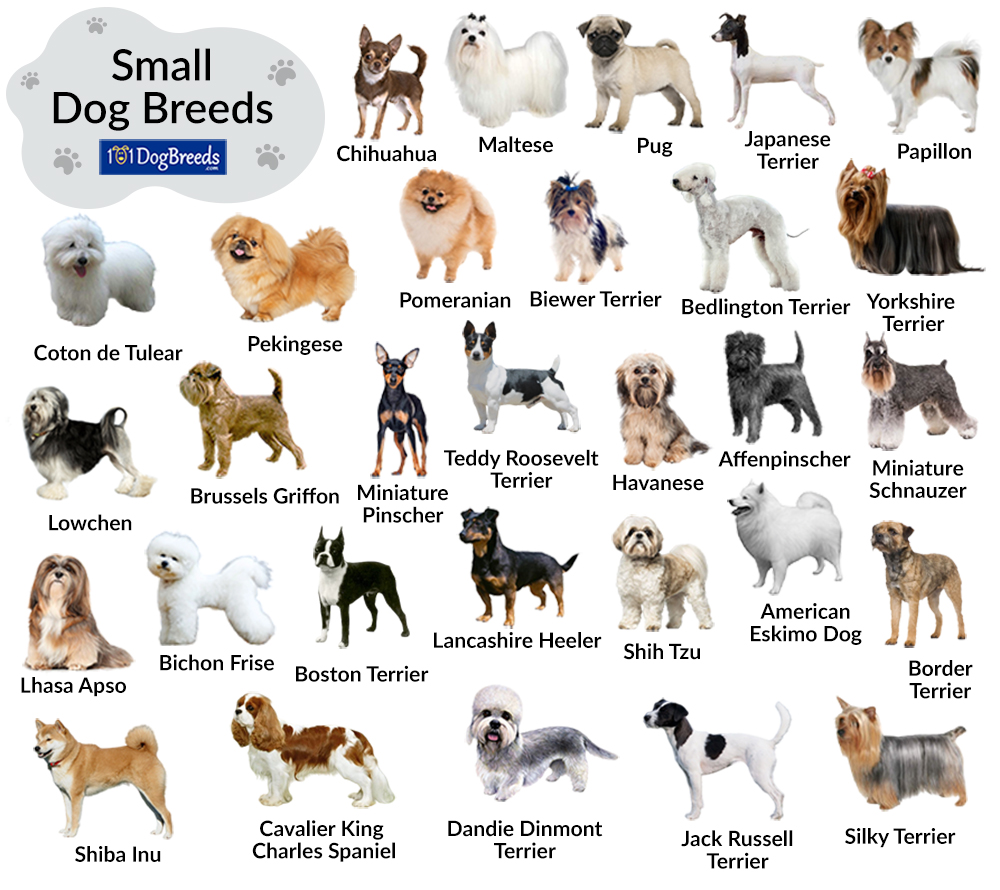 Small
Dog Breeds
101DogBreeds
.com
Chihuahua
Maltese
Pug
Japanese
Terrier
Papillon
Coton de Tulear
Pekingese
Pomeranian
Biewer Terrier
Bedlington Terrier
Yorkshire
Terrier
Lowchen
Brussels Griffon
Miniature
Pinscher
Teddy Roosevelt
Terrier
Havanese
Affenpinscher
Miniature
Schnauzer
Lhasa Apso
Bichon Frise
Boston Terrier
Lancashire Heeler
Shih Tzu
American
Eskimo Dog
Border
Terrier
Shiba Inu
Cavalier King
Charles Spaniel
Dandie Dinmont
Terrier
Jack Russell
Terrier
Silky Terrier